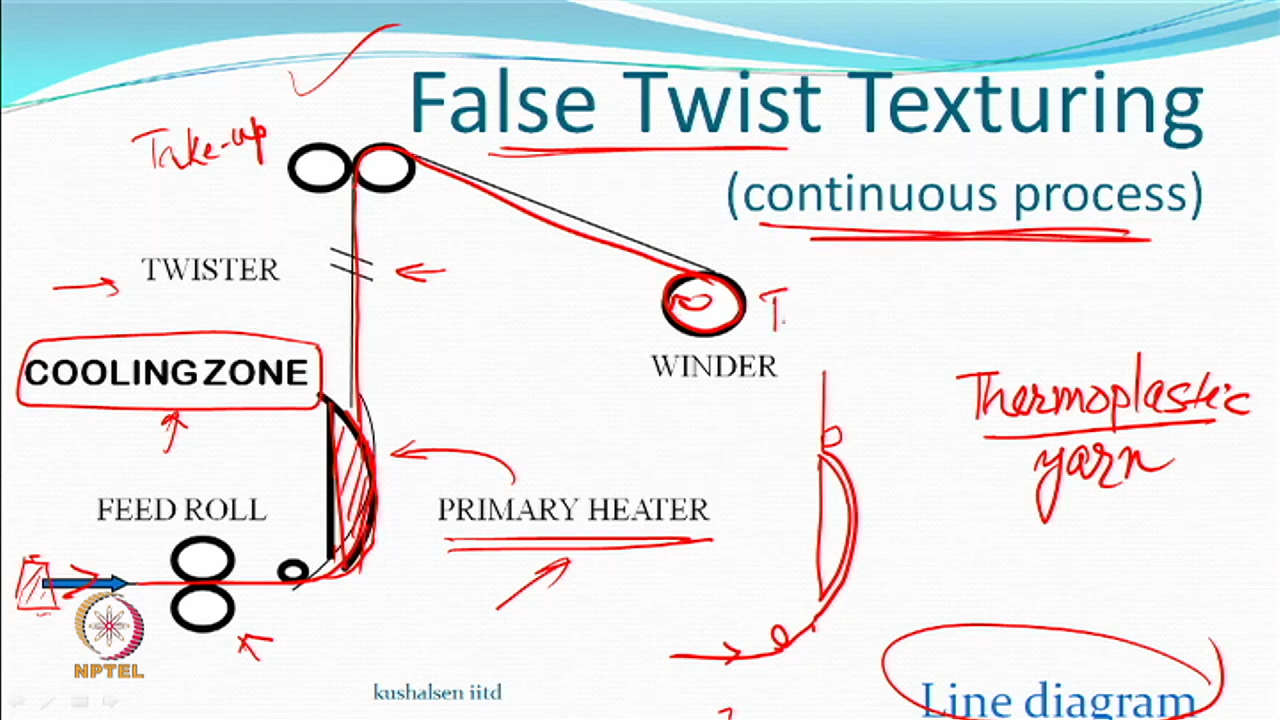 False Twist Texturing
(continuous process)
Take-up
TWISTER
T
COOLING ZONE
WINDER
Thermoplastic
yarn
FEED ROLL
PRIMARY HEATER
NPTEL
kushalsen iitd
Line diagram